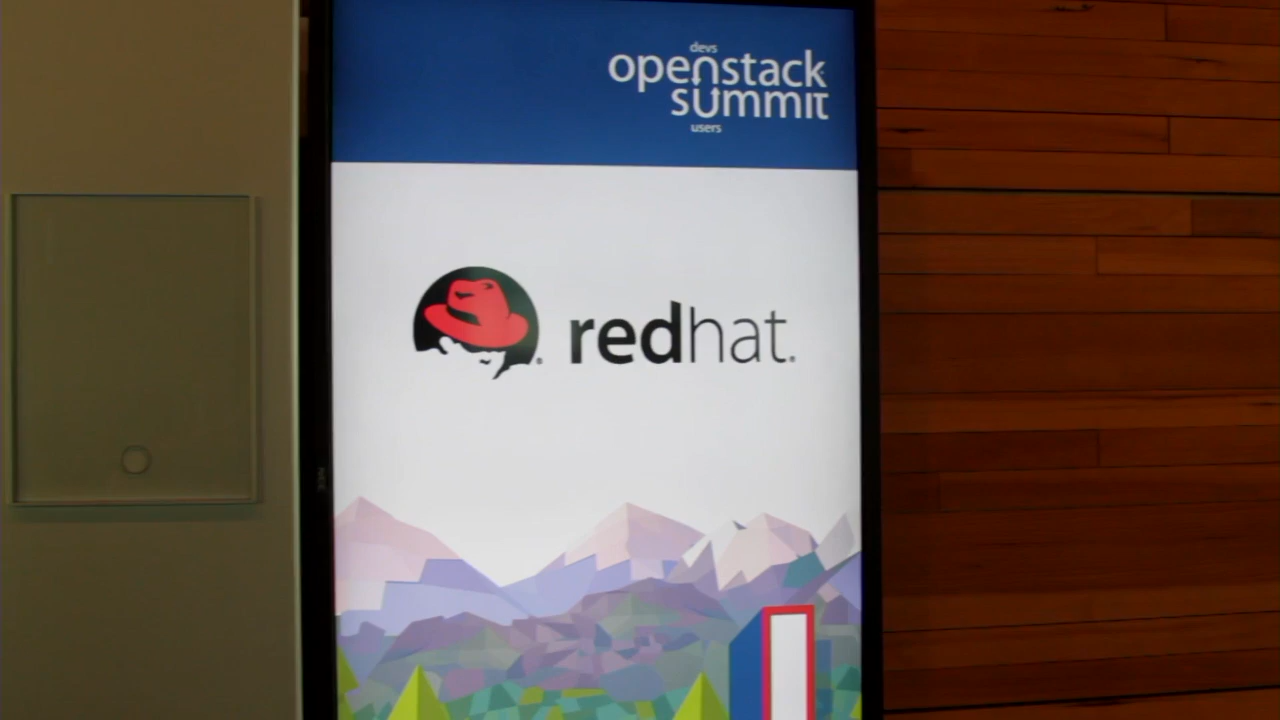 devs
openstack
summit
users
redhat.